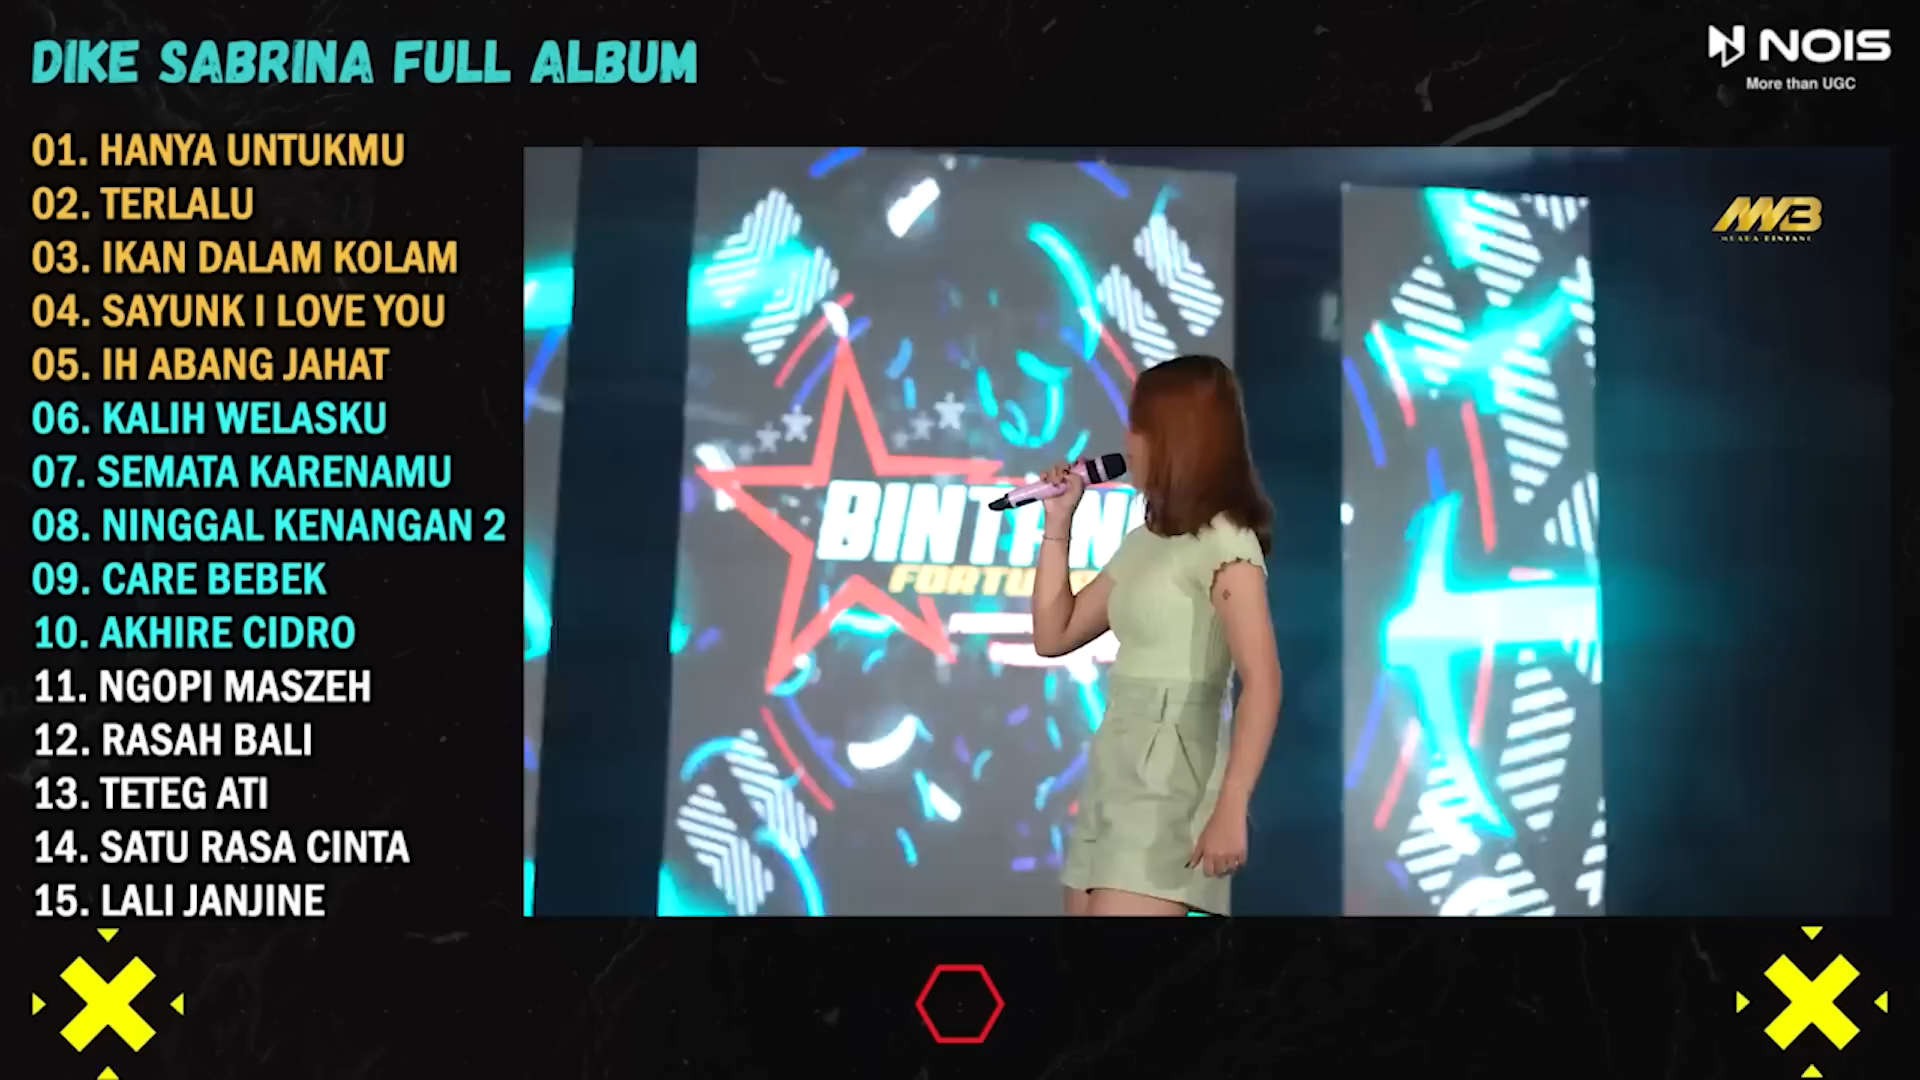 DIKE SABRINA FULL ALBUM
NOIS
More than UGC
01. HANYA UNTUKMU
02. TERLALU
03. IKAN DALAM KOLAM
04. SAYUNK I LOVE YOU
05. IH ABANG JAHAT
06. KALIH WELASKU
07. SEMATA KARENAMU
08. NINGGAL KENANGAN 2
09. CARE BEBEK
10. AKHIRE CIDRO
11. NGOPI MASZEH
12. RASAH BALI
13. TETEG ATI
14. SATU RASA CINTA
15. LALI JANJINE
BINTAN
FORTU